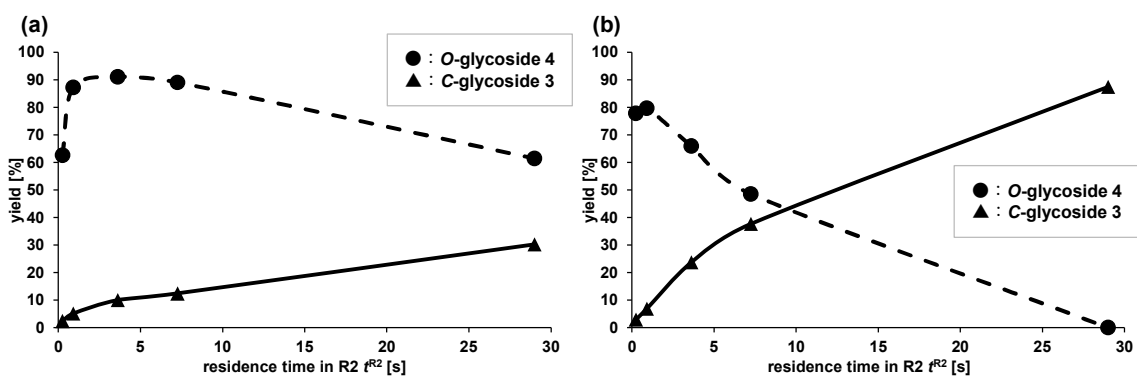 (a)
●: O-glycoside 4
▲: C-glycoside 3
yield [%]
100
90
80
70
60
50
40
30
20
10
0
0 5 10 15 20 25 30
residence time in R2 tᴿ² [s]
(b)
●: O-glycoside 4
▲: C-glycoside 3
yield [%]
100
90
80
70
60
50
40
30
20
10
0
0 5 10 15 20 25 30
residence time in R2 tᴿ² [s]